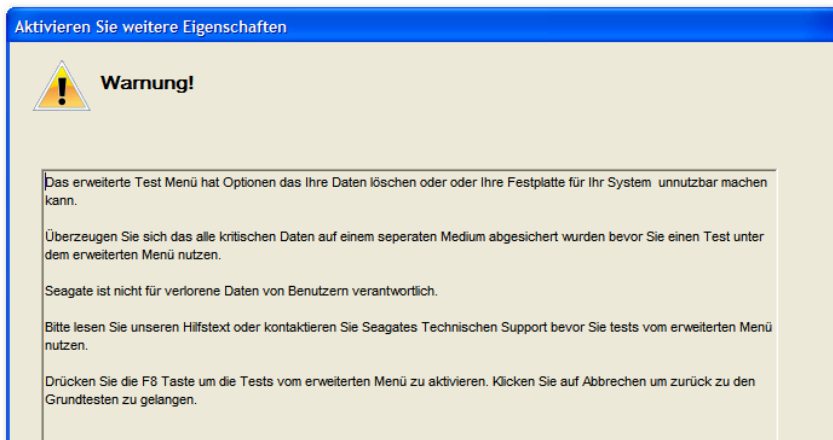 Aktivieren Sie weitere Eigenschaften
Warnung!
Das erweiterte Test Menü hat Optionen das Ihre Daten löschen oder oder Ihre Festplatte für Ihr System unnutzbar machen
kann.
Überzeugen Sie sich das alle kritischen Daten auf einem seperaten Medium abgesichert wurden bevor Sie einen Test unter
dem erweiterten Menü nutzen.
Seagate ist nicht für verlorene Daten von Benutzern verantwortlich.
Bitte lesen Sie unseren Hilfstext oder kontaktieren Sie Seagates Technischen Support bevor Sie tests vom erweiterten Menü
nutzen.
Drücken Sie die F8 Taste um die Tests vom erweiterten Menü zu aktivieren. Klicken Sie auf Abbrechen um zurück zu den
Grundtesten zu gelangen.